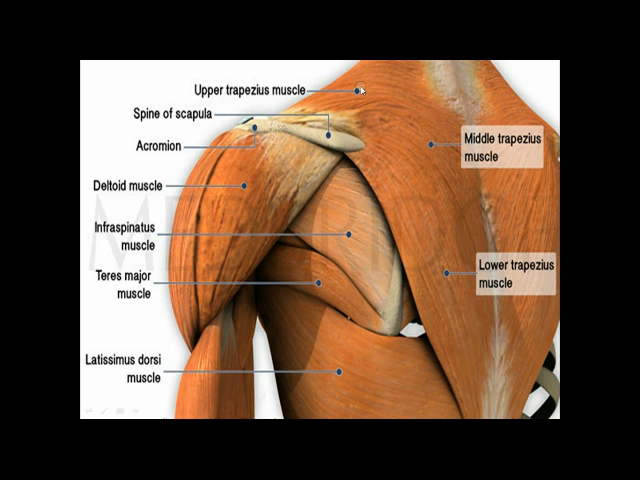 Upper trapezius muscle
Spine of scapula
Acromion
Middle trapezius
muscle
Deltoid muscle
Infraspinatus
muscle
Teres major
muscle
Lower trapezius
muscle
Latissimus dorsi
muscle